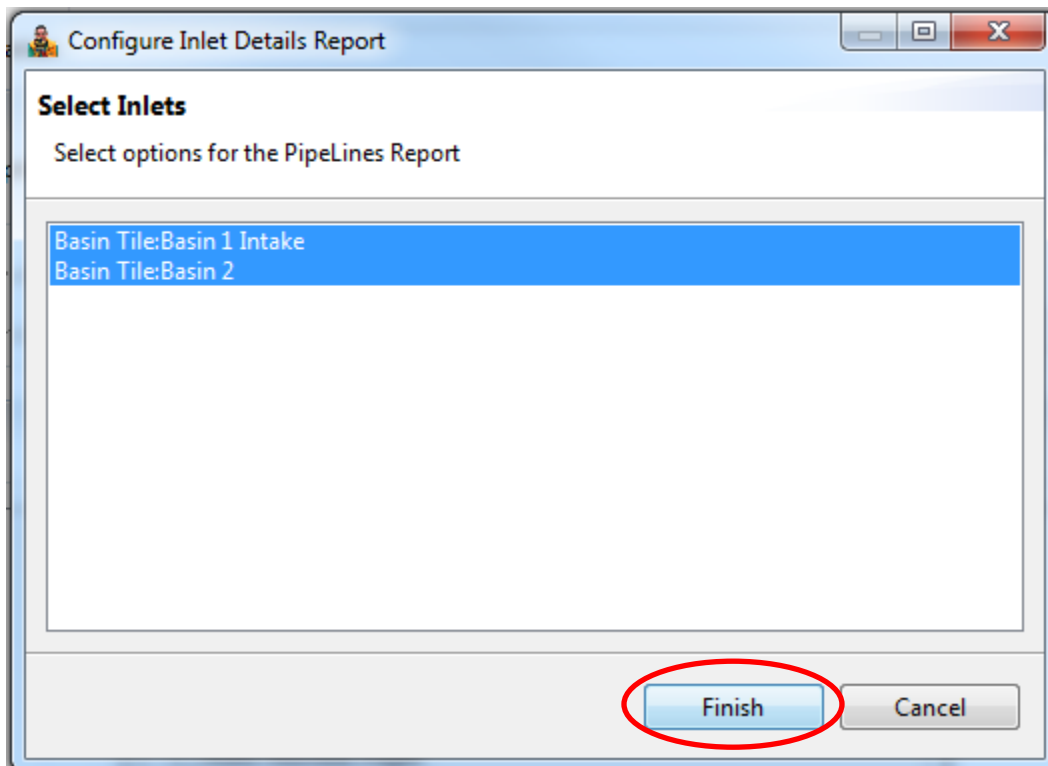 Configure Inlet Details Report
Select Inlets
Select options for the PipeLines Report
Basin Tile:Basin 1 Intake
Basin Tile:Basin 2
Finish
Cancel